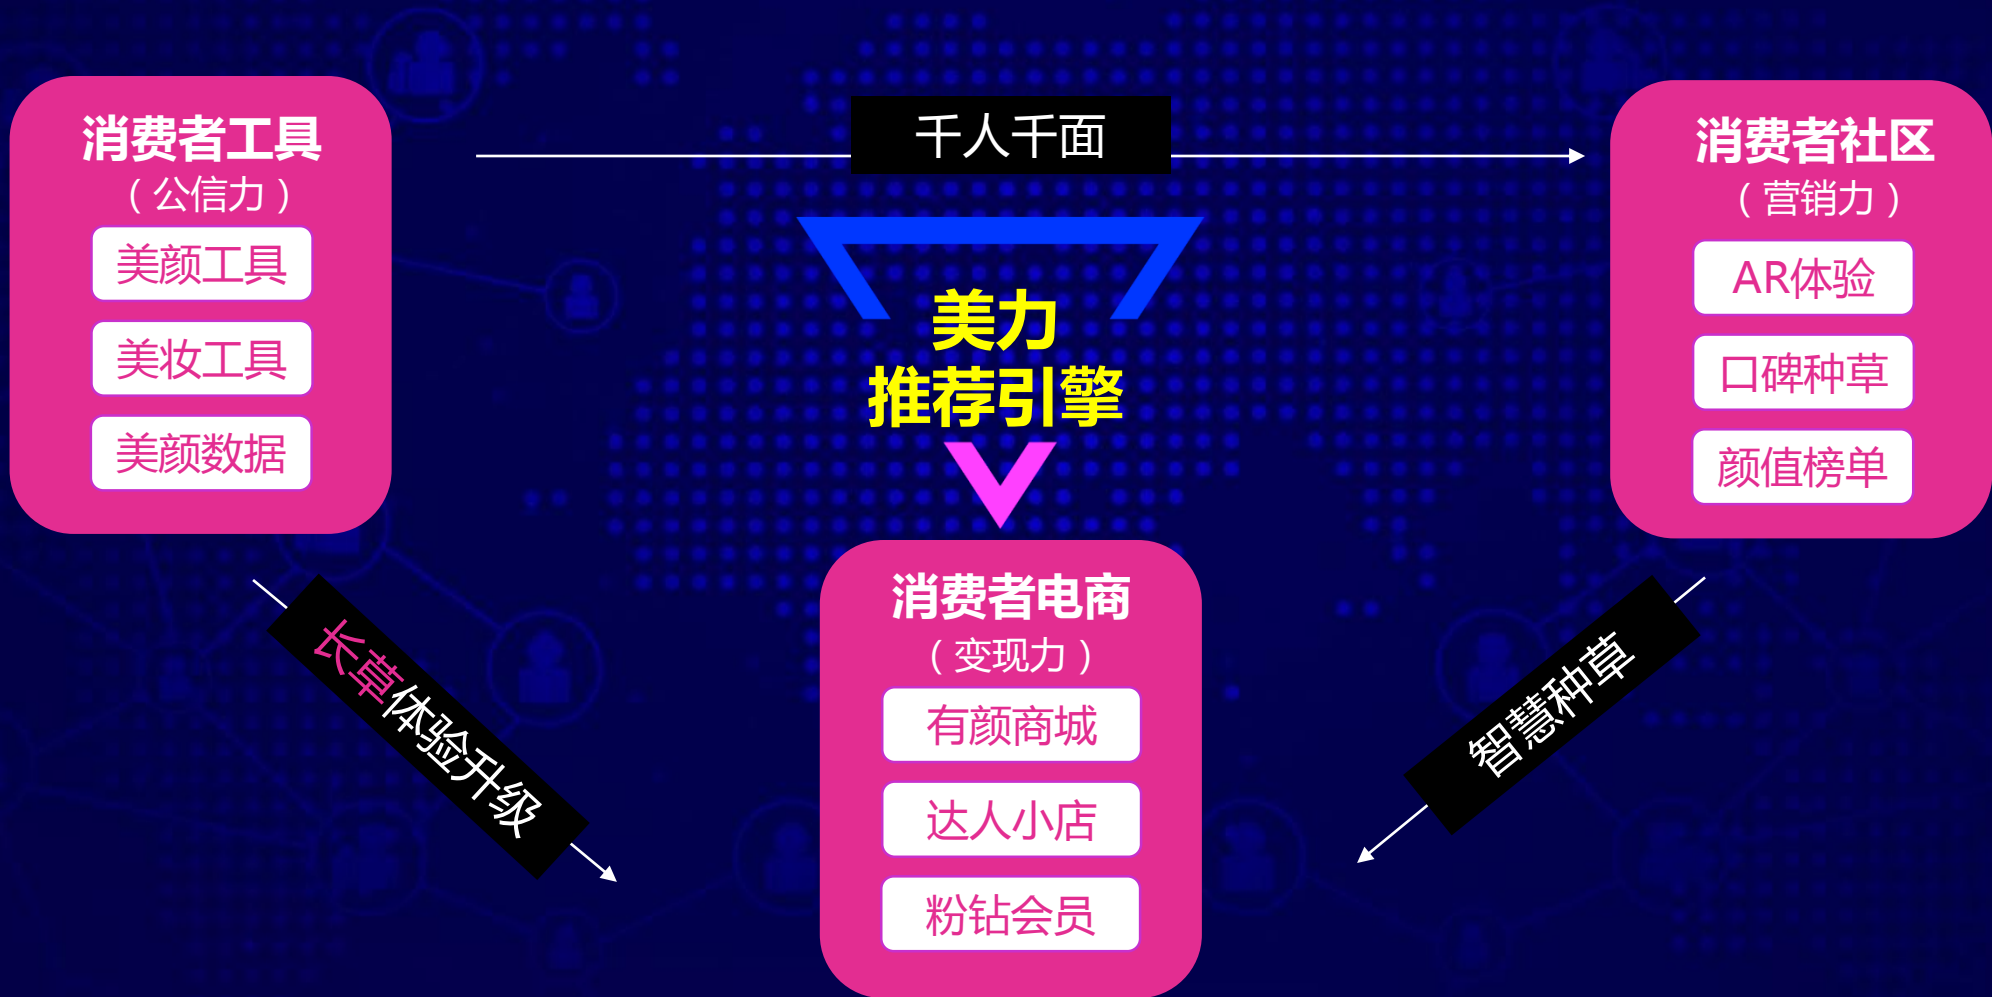 消费者工具
（公信力）
美颜工具
美妆工具
美颜数据
千人千面
美力
推荐引擎
消费者社区
（营销力）
AR体验
口碑种草
颜值榜单
长草体验升级
智慧种草
消费者电商
（变现力）
有颜商城
达人小店
粉钻会员